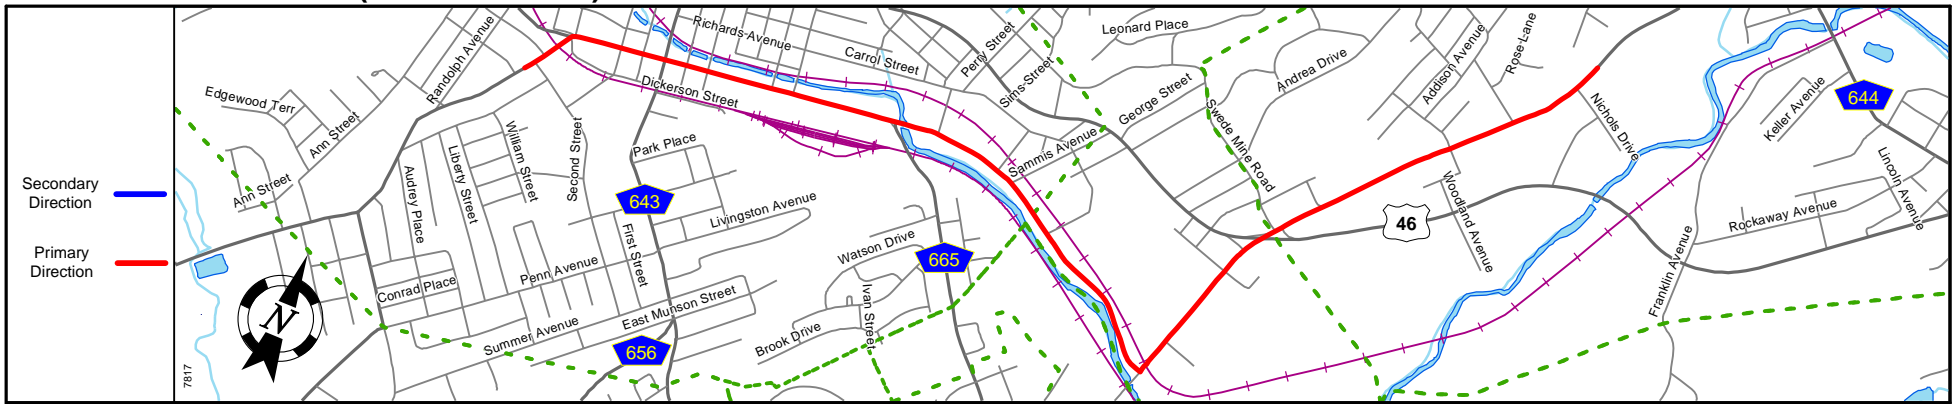 Secondary
Direction
Primary
Direction
Edgewood Terr
Ann Street
Ann Street
Randolph Avenue
Audrey Place
Liberty Street
William Street
Second Street
Conrad Place
Penn Avenue
Summer Avenue
First Street
East Munson Street
Dickerson Street
Park Place
643
656
Livingston Avenue
Richards Avenue
Carrol Street
Perry Street
Sims Street
Watson Drive
665
Ivan Street
Brook Drive
Sammis Avenue
George Street
Leonard Place
Swede Mine Road
Andrea Drive
Addison Avenue
Rose Lane
46
Woodland Avenue
Nichols Drive
Franklin Avenue
Keller Avenue
644
Rockaway Avenue
Lincoln Avenue
N
7817